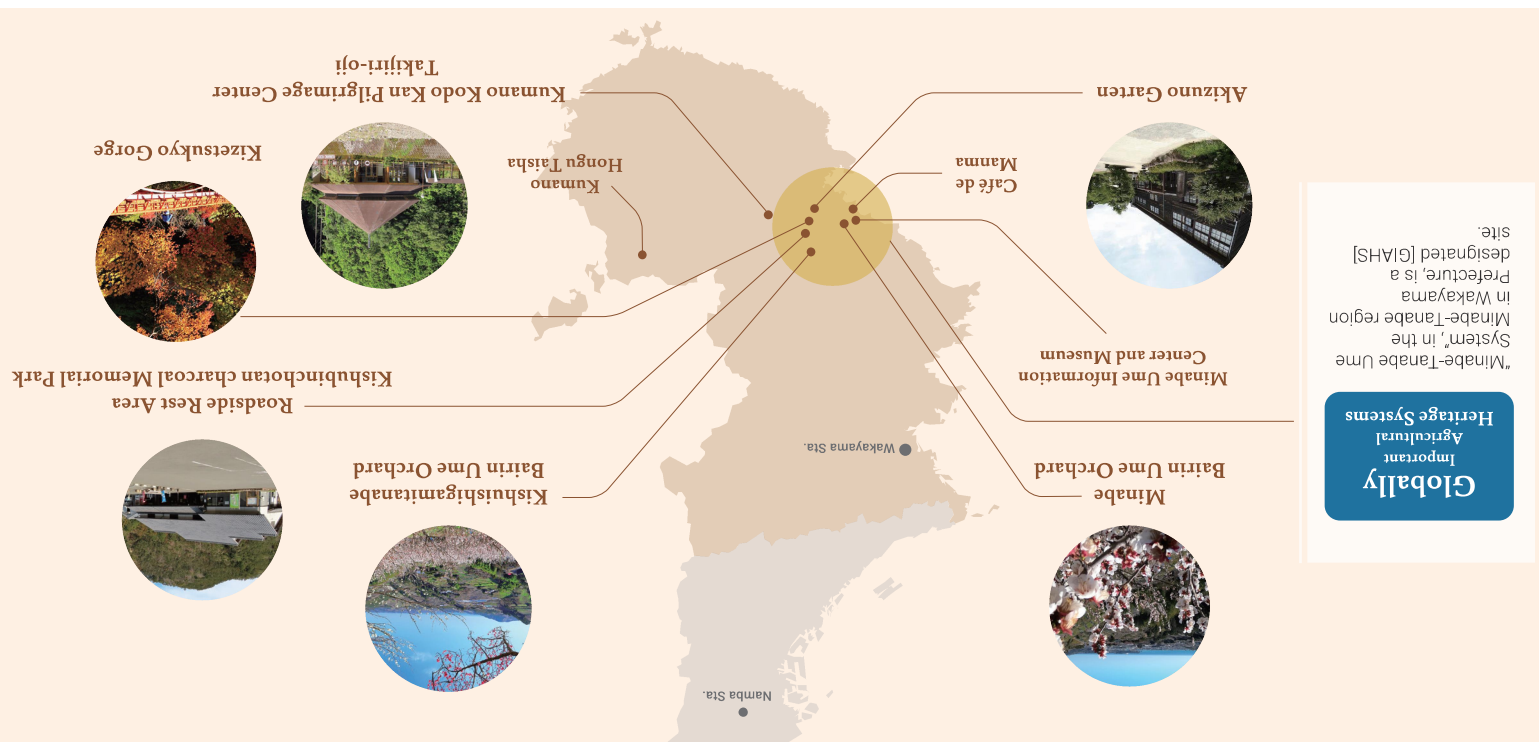 Globally
Important
Agricultural
Heritage Systems
"Minabe-Tanabe Ume
System", in the
Minabe-Tanabe region
in Wakayama
Prefecture, is a
designated [GIAHS]
site.
Namba Sta.
Wakayama Sta.
Minabe
Bairin Ume Orchard
Kishuishigamitanabe
Bairin Ume Orchard
Roadside Rest Area
Kishubinchotan charcoal Memorial Park
Minabe Ume Information
Center and Museum
Café de
Manma
Kumano
Hongu Taisha
Kizetsukyo Gorge
Akizuno Garten
Kumano Kodo Kan Pilgrimage Center
Takijiri-oji